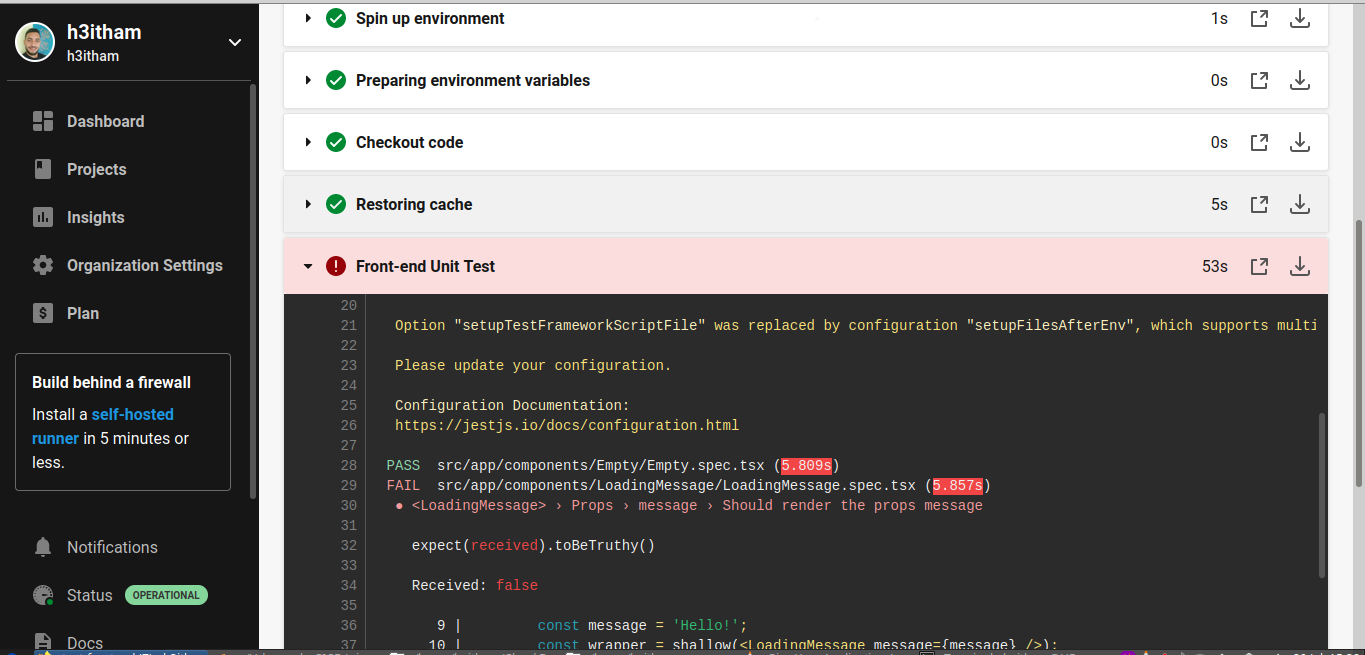 h3itham
h3itham
Dashboard
Projects
Insights
Organization Settings
Plan
Build behind a firewall
Install a self-hosted
runner in 5 minutes or
less.
Notifications
Status OPERATIONAL
Docs
Spin up environment 1s
Preparing environment variables 0s
Checkout code 0s
Restoring cache 5s
Front-end Unit Test 53s
20
21 Option "setupTestFrameworkScriptFile" was replaced by configuration "setupFilesAfterEnv", which supports multi
22
23 Please update your configuration.
24
25 Configuration Documentation:
26 https://jestjs.io/docs/configuration.html
27
28 PASS src/app/components/Empty/Empty.spec.tsx (5.809s)
29 FAIL src/app/components/LoadingMessage/LoadingMessage.spec.tsx (5.857s)
30 ● <LoadingMessage> › Props › message › Should render the props message
31
32 expect(received).toBeTruthy()
33
34 Received: false
35
36 9 | const message = 'Hello!';
37 10 | const wrapper = shallow(<LoadingMessage message={message} />);